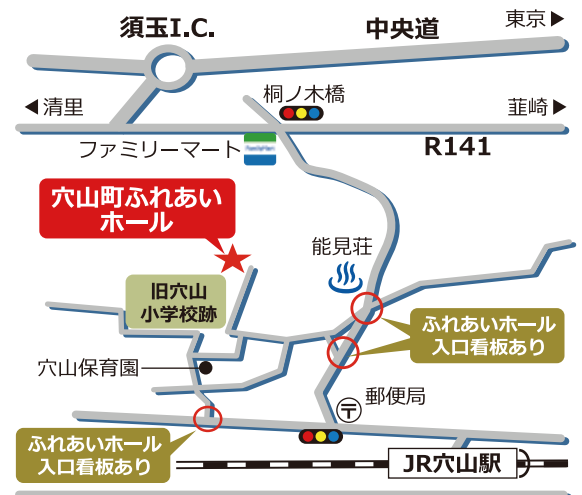 須玉I.C.
中央道
東京▶
◀清里
桐ノ木橋
韮崎▶
ファミリーマート
FamilyMart
R141
穴山町ふれあい
ホール
能見荘
旧穴山
小学校跡
ふれあいホール
入口看板あり
穴山保育園
〒
郵便局
ふれあいホール
入口看板あり
JR穴山駅